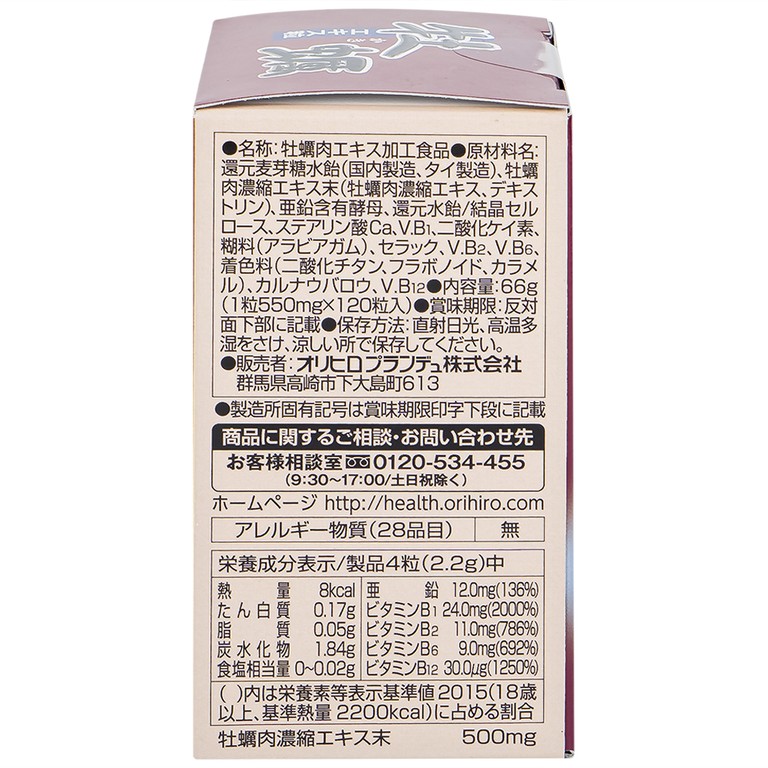 牡蠣
エキス粒
●名称:牡蠣肉エキス加工食品●原材料名:
還元麦芽糖水飴(国内製造、タイ製造)、牡蠣
肉濃縮エキス末(牡蠣肉濃縮エキス、デキス
トリン)、亜鉛含有酵母、還元水飴/結晶セル
ロース、ステアリン酸Ca、V.B1、二酸化ケイ素、
糊料(アラビアガム)、セラック、V.B2、V.B6、
着色料(二酸化チタン、フラボノイド、カラメ
ル)、カルナウバロウ、V.B12●内容量:66g
(1粒550mg×120粒入)●賞味期限:反対
面下部に記載●保存方法:直射日光、高温多
湿をさけ、涼しい所で保存してください。
●販売者:オリヒロプランデュ株式会社
群馬県高崎市下大島町613
●製造所固有記号は賞味期限印字下段に記載
商品に関するご相談・お問い合わせ先
お客様相談室 0120-534-455
(9:30~17:00/土日祝除く)
ホームページ http://health.orihiro.com
アレルギー物質(28品目) 無
栄養成分表示/製品4粒(2.2g)中
熱量 8kcal 亜鉛 12.0mg(136%)
たん白質 0.17g ビタミンB1 24.0mg(2000%)
脂質 0.05g ビタミンB2 11.0mg(786%)
炭水化物 1.84g ビタミンB6 9.0mg(692%)
食塩相当量 0~0.02g ビタミンB12 30.0μg(1250%)
( )内は栄養素等表示基準値2015(18歳
以上、基準熱量2200kcal)に占める割合
牡蠣肉濃縮エキス末 500mg